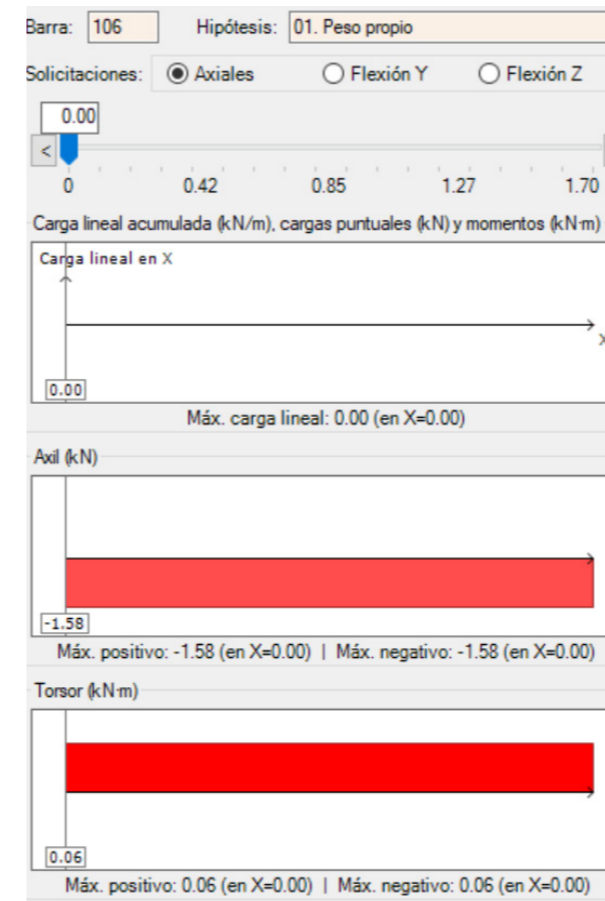 Barra: 106 Hipótesis: 01. Peso propio
Solicitaciones: Axiales Flexión Y Flexión Z
0.00
<
0 0.42 0.85 1.27 1.70
Carga lineal acumulada (kN/m), cargas puntuales (kN) y momentos (kN·m)
Carga lineal en X
X
0.00
Máx. carga lineal: 0.00 (en X=0.00)
Axil (kN)
-1.58
Máx. positivo: -1.58 (en X=0.00) | Máx. negativo: -1.58 (en X=0.00)
Torsor (kN·m)
0.06
Máx. positivo: 0.06 (en X=0.00) | Máx. negativo: 0.06 (en X=0.00)